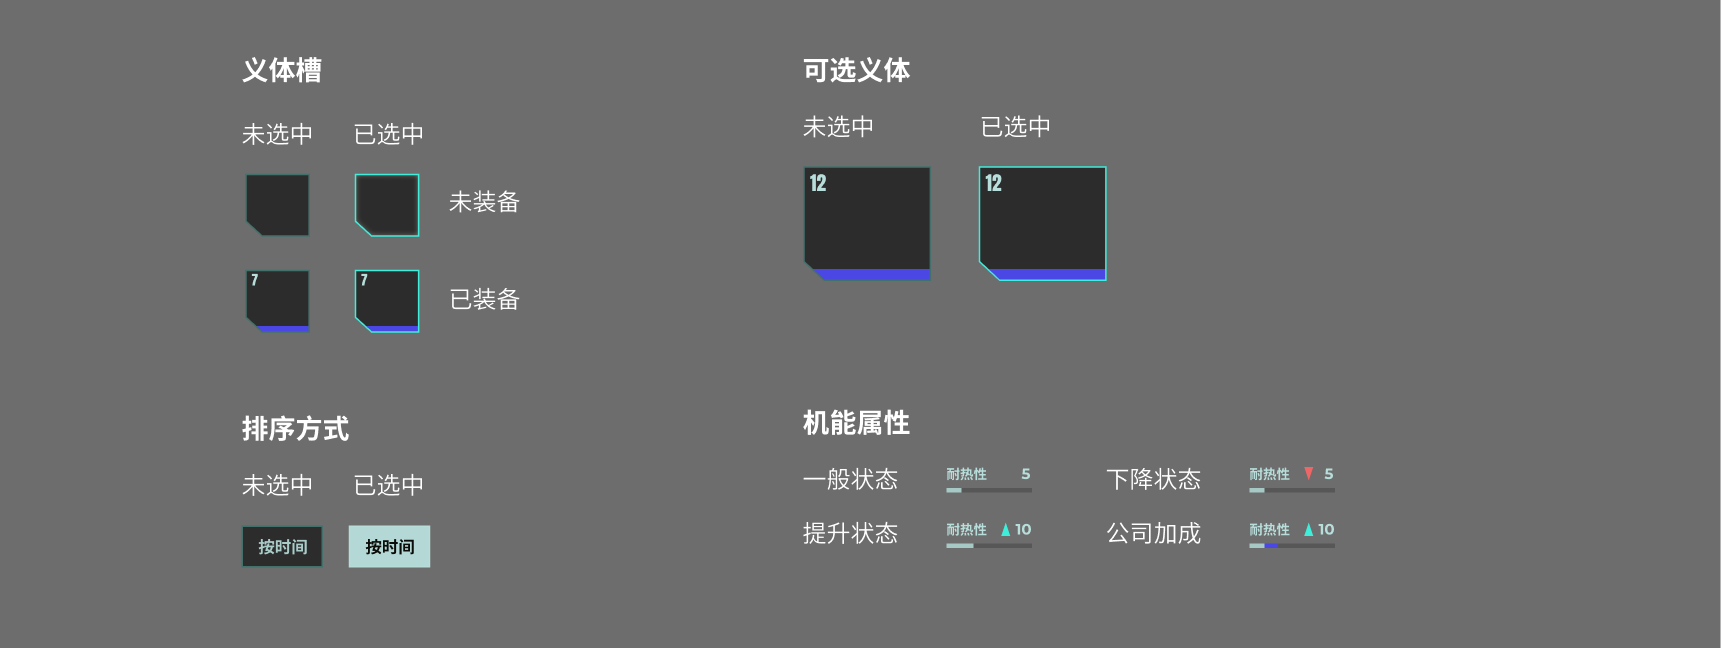 义体槽
未选中 已选中
未装备
7 7 已装备
可选义体
未选中 已选中
12 12
排序方式
未选中 已选中
按时间 按时间
机能属性
一般状态 耐热性 5 下降状态 耐热性 ▼ 5
提升状态 耐热性 ▲ 10 公司加成 耐热性 ▲ 10